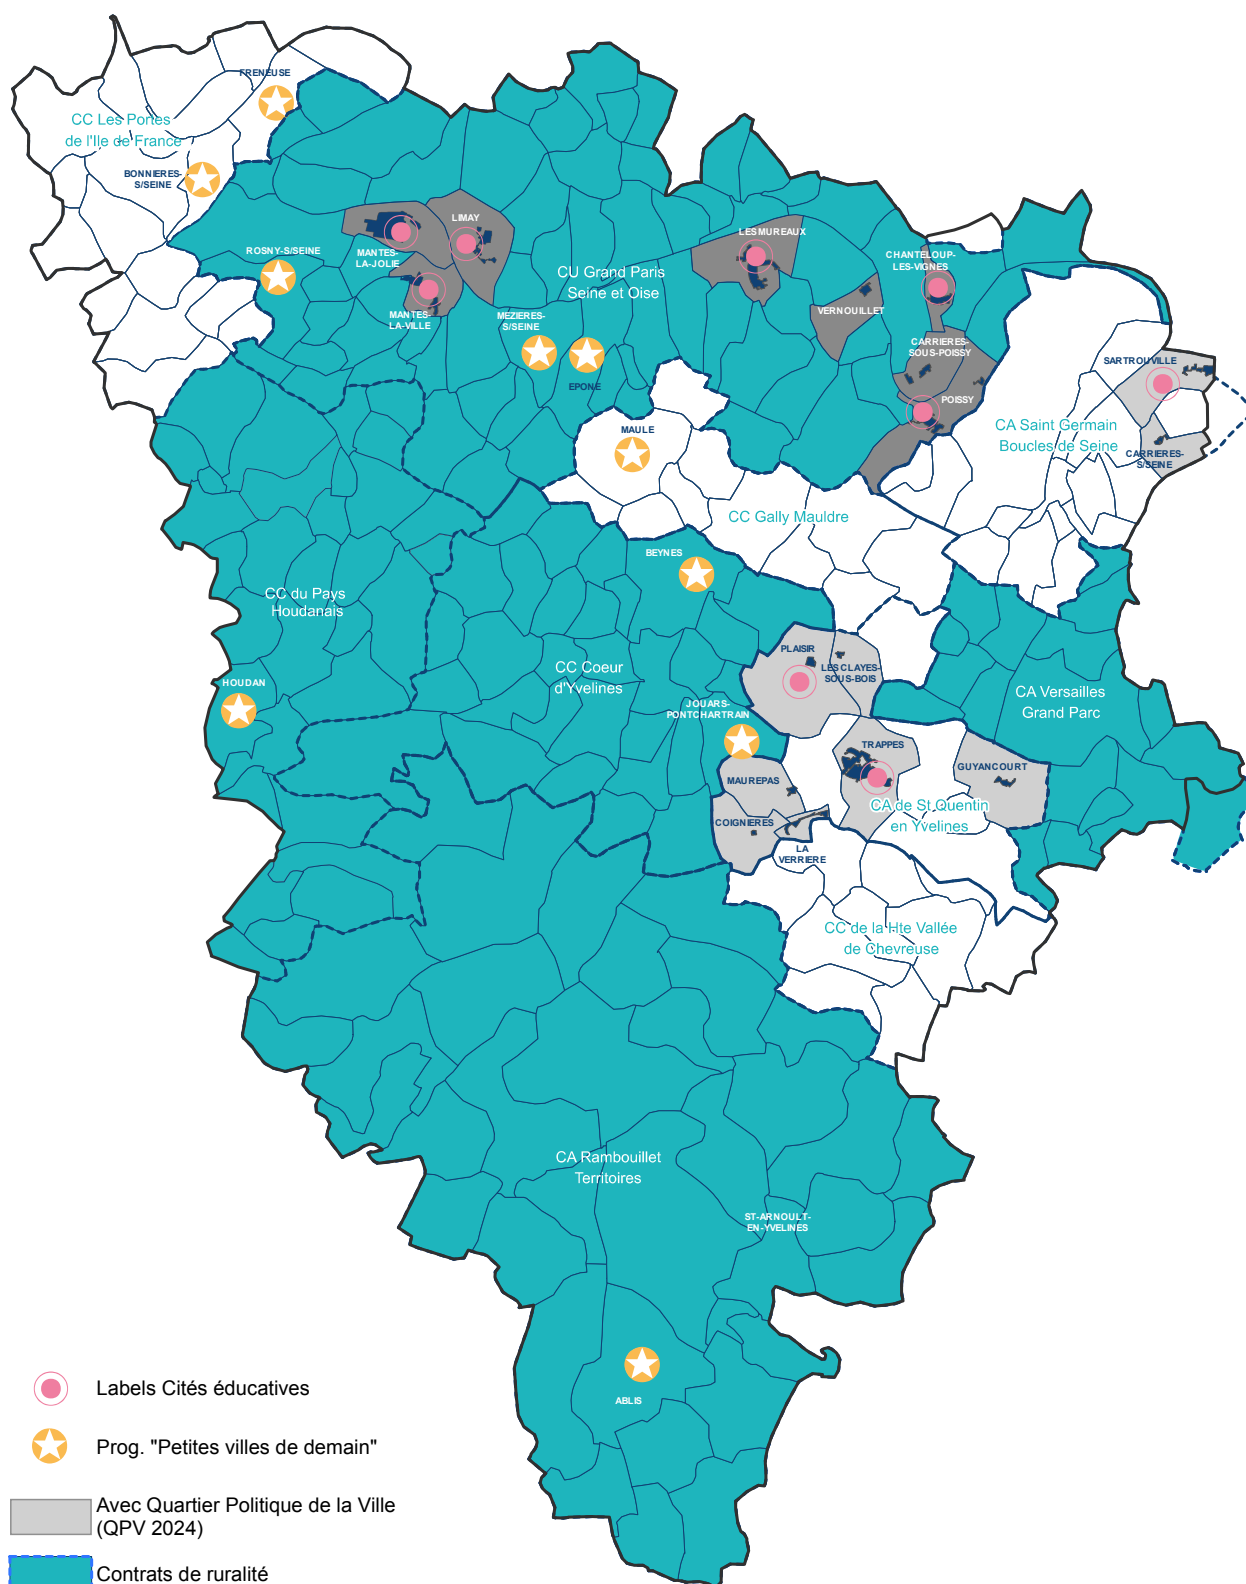 FRENEUSE
CC Les Portes
de l'Ile de France
BONNIERES-
S/SEINE
ROSNY-S/SEINE
LIMAY
MANTES-
LA-JOLIE
MANTES-
LA-VILLE
CU Grand Paris
Seine et Oise
MEZIERES-
S/SEINE
EPONE
LES MUREAUX
VERNOUILLET
CHANTELOUP-
LES-VIGNES
CARRIERES-
SOUS-POISSY
POISSY
SARTROUVILLE
CA Saint Germain
Boucles de Seine
CARRIERES-
S/SEINE
MAULE
CC Gally Mauldre
BEYNES
CC du Pays
Houdanais
HOUDAN
CC Coeur
d'Yvelines
PLAISIR
LES CLAYES-
SOUS-BOIS
CA Versailles
Grand Parc
JOUARS-
PONTCHARTRAIN
TRAPPES
GUYANCOURT
MAUREPAS
COIGNIERES
CA de St Quentin
en Yvelines
LA
VERRIERE
CC de la Hte Vallée
de Chevreuse
CA Rambouillet
Territoires
ST-ARNOULT-
EN-YVELINES
ABLIS
Labels Cités éducatives
Prog. "Petites villes de demain"
Avec Quartier Politique de la Ville
(QPV 2024)
Contrats de ruralité